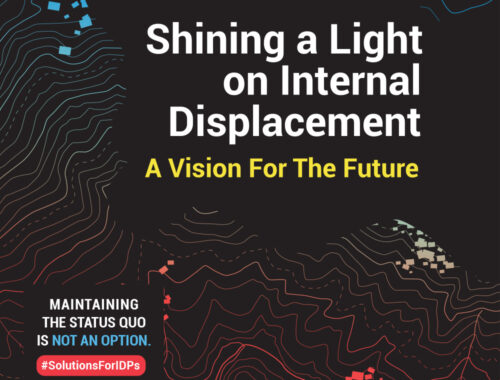 Shining a Light
on Internal
Displacement
A Vision For The Future
MAINTAINING
THE STATUS QUO
IS NOT AN OPTION.
#SolutionsForIDPs